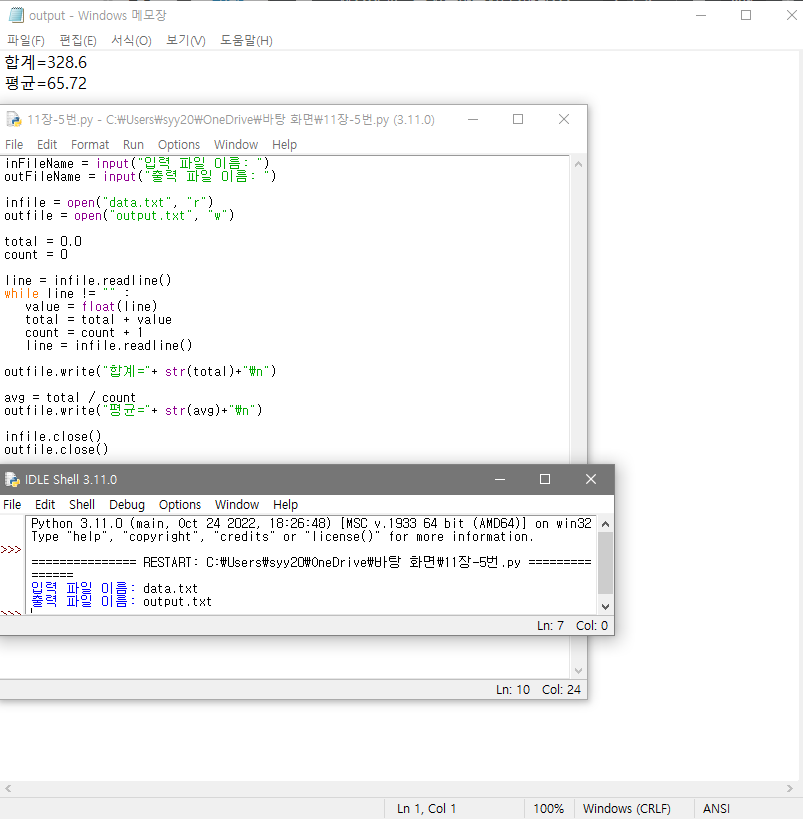 output - Windows 메모장
파일(F) 편집(E) 서식(O) 보기(V) 도움말(H)
합계=328.6
평균=65.72
11장-5번.py - C:₩Users₩syy20₩OneDrive₩바탕 화면₩11장-5번.py (3.11.0)
File Edit Format Run Options Window Help
inFileName = input("입력 파일 이름: ")
outFileName = input("출력 파일 이름: ")
infile = open("data.txt", "r")
outfile = open("output.txt", "w")
total = 0.0
count = 0
line = infile.readline()
while line != "" :
value = float(line)
total = total + value
count = count + 1
line = infile.readline()
outfile.write("합계="+ str(total)+"₩n")
avg = total / count
outfile.write("평균="+ str(avg)+"₩n")
infile.close()
outfile.close()
IDLE Shell 3.11.0
File Edit Shell Debug Options Window Help
Python 3.11.0 (main, Oct 24 2022, 18:26:48) [MSC v.1933 64 bit (AMD64)] on win32
Type "help", "copyright", "credits" or "license()" for more information.
>>>
=============== RESTART: C:₩Users₩syy20₩OneDrive₩바탕 화면₩11장-5번.py =========
======
입력 파일 이름: data.txt
출력 파일 이름: output.txt
>>>
Ln: 7 Col: 0
Ln: 10 Col: 24
Ln 1, Col 1 100% Windows (CRLF) ANSI